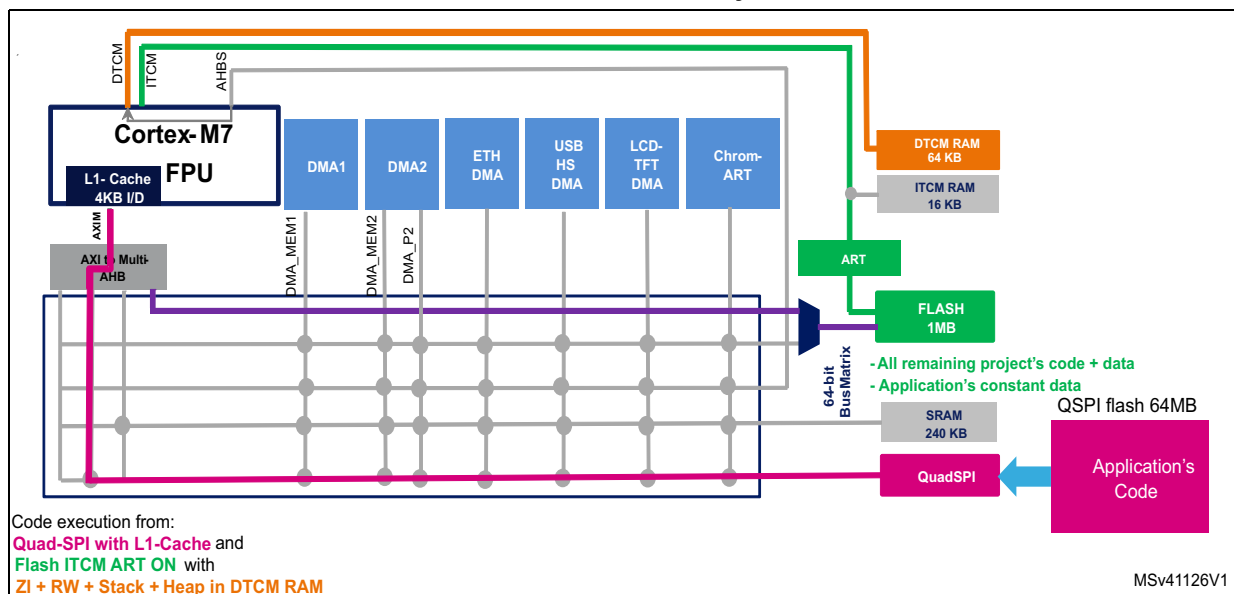 DTCM
ITCM
AHBS
Cortex-M7
FPU
L1- Cache
4KB I/D
DMA1
DMA2
ETH
DMA
USB
HS
DMA
LCD-
TFT
DMA
Chrom-
ART
DTCM RAM
64 KB
ITCM RAM
16 KB
AXIM
AXI to Multi-
AHB
DMA_MEM1
DMA_MEM2
DMA_P2
ART
FLASH
1MB
64-bit
BusMatrix
- All remaining project's code + data
- Application's constant data
SRAM
240 KB
QSPI flash 64MB
QuadSPI
Application's
Code
Code execution from:
Quad-SPI with L1-Cache and
Flash ITCM ART ON with
ZI + RW + Stack + Heap in DTCM RAM
MSv41126V1